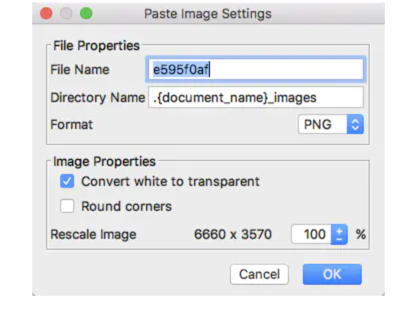 Paste Image Settings
File Properties
File Name e595f0af
Directory Name .{document_name}_images
Format PNG
Image Properties
Convert white to transparent
Round corners
Rescale Image 6660 x 3570 100 %
Cancel OK